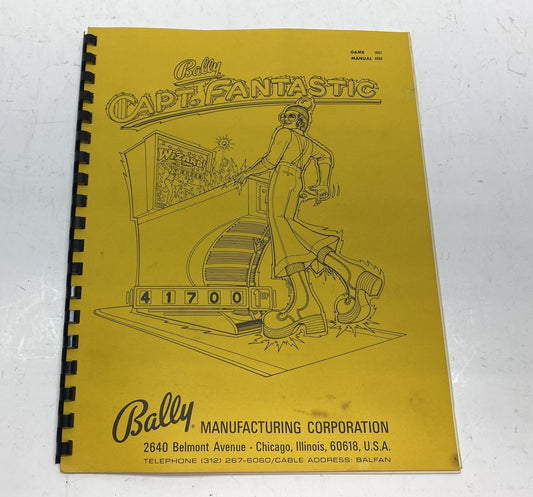 GAME
MANUAL
Bally
CAPT. FANTASTIC
WIZARD!
4 1 7 0 0
Bally MANUFACTURING CORPORATION
2640 Belmont Avenue · Chicago, Illinois, 60618, U.S.A.
TELEPHONE (312) 267-6060/CABLE ADDRESS: BALFAN